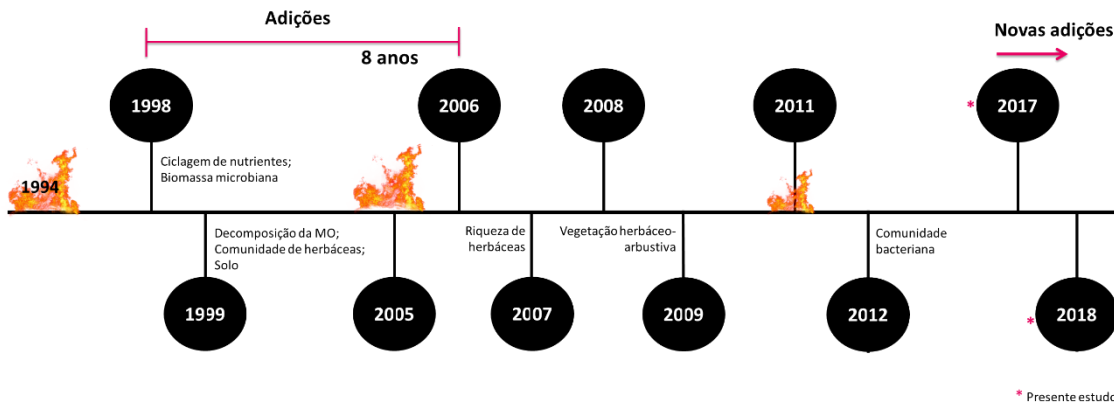 Adições
8 anos
Novas adições
1998
2006
2008
2011
* 2017
1994
Ciclagem de nutrientes;
Biomassa microbiana
Decomposição da MO;
Comunidade de herbáceas;
Solo
Riqueza de
herbáceas
Vegetação herbáceo-
arbustiva
Comunidade
bacteriana
1999
2005
2007
2009
2012
* 2018
* Presente estudo